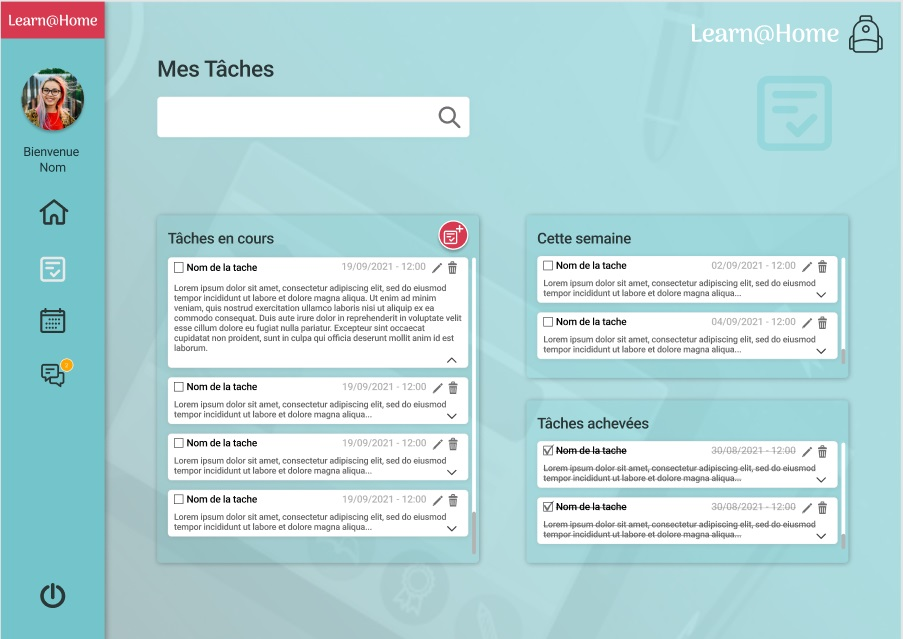 Learn@Home
Learn@Home
Bienvenue
Nom
Mes Tâches
Tâches en cours
Nom de la tache 19/09/2021 - 12:00
Lorem ipsum dolor sit amet, consectetur adipiscing elit, sed do eiusmod
tempor incididunt ut labore et dolore magna aliqua. Ut enim ad minim
veniam, quis nostrud exercitation ullamco laboris nisi ut aliquip ex ea
commodo consequat. Duis aute irure dolor in reprehenderit in voluptate velit
esse cillum dolore eu fugiat nulla pariatur. Excepteur sint occaecat
cupidatat non proident, sunt in culpa qui officia deserunt mollit anim id est
laborum.
Nom de la tache 19/09/2021 - 12:00
Lorem ipsum dolor sit amet, consectetur adipiscing elit, sed do eiusmod
tempor incididunt ut labore et dolore magna aliqua...
Nom de la tache 19/09/2021 - 12:00
Lorem ipsum dolor sit amet, consectetur adipiscing elit, sed do eiusmod
tempor incididunt ut labore et dolore magna aliqua...
Nom de la tache 19/09/2021 - 12:00
Lorem ipsum dolor sit amet, consectetur adipiscing elit, sed do eiusmod
tempor incididunt ut labore et dolore magna aliqua...
Cette semaine
Nom de la tache 02/09/2021 - 12:00
Lorem ipsum dolor sit amet, consectetur adipiscing elit, sed do eiusmod
tempor incididunt ut labore et dolore magna aliqua...
Nom de la tache 04/09/2021 - 12:00
Lorem ipsum dolor sit amet, consectetur adipiscing elit, sed do eiusmod
tempor incididunt ut labore et dolore magna aliqua...
Tâches achevées
Nom de la tache 30/08/2021 - 12:00
Lorem ipsum dolor sit amet, consectetur adipiscing elit, sed do eiusmod
tempor incididunt ut labore et dolore magna aliqua...
Nom de la tache 30/08/2021 - 12:00
Lorem ipsum dolor sit amet, consectetur adipiscing elit, sed do eiusmod
tempor incididunt ut labore et dolore magna aliqua...